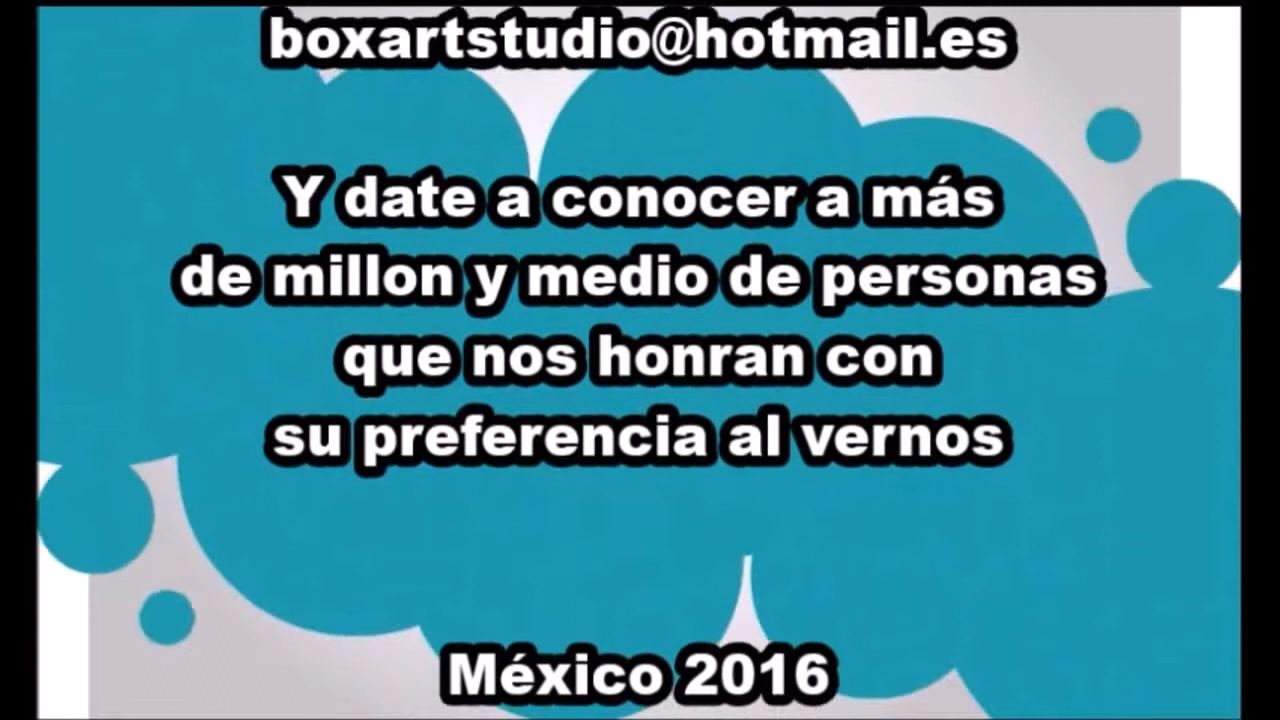 boxartstudio@hotmail.es
Y date a conocer a más
de millon y medio de personas
que nos honran con
su preferencia al vernos
México 2016